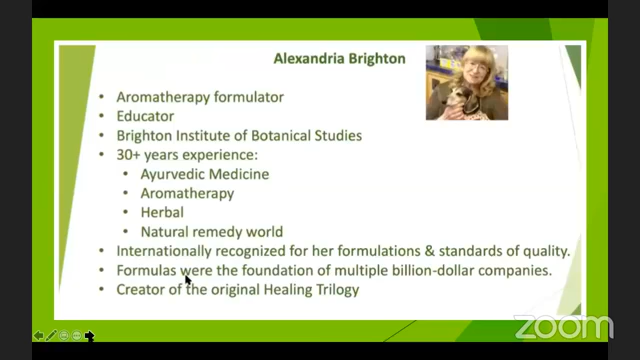 Alexandria Brighton
• Aromatherapy formulator
• Educator
• Brighton Institute of Botanical Studies
• 30+ years experience:
• Ayurvedic Medicine
• Aromatherapy
• Herbal
• Natural remedy world
• Internationally recognized for her formulations & standards of quality.
• Formulas were the foundation of multiple billion-dollar companies.
• Creator of the original Healing Trilogy
zoom